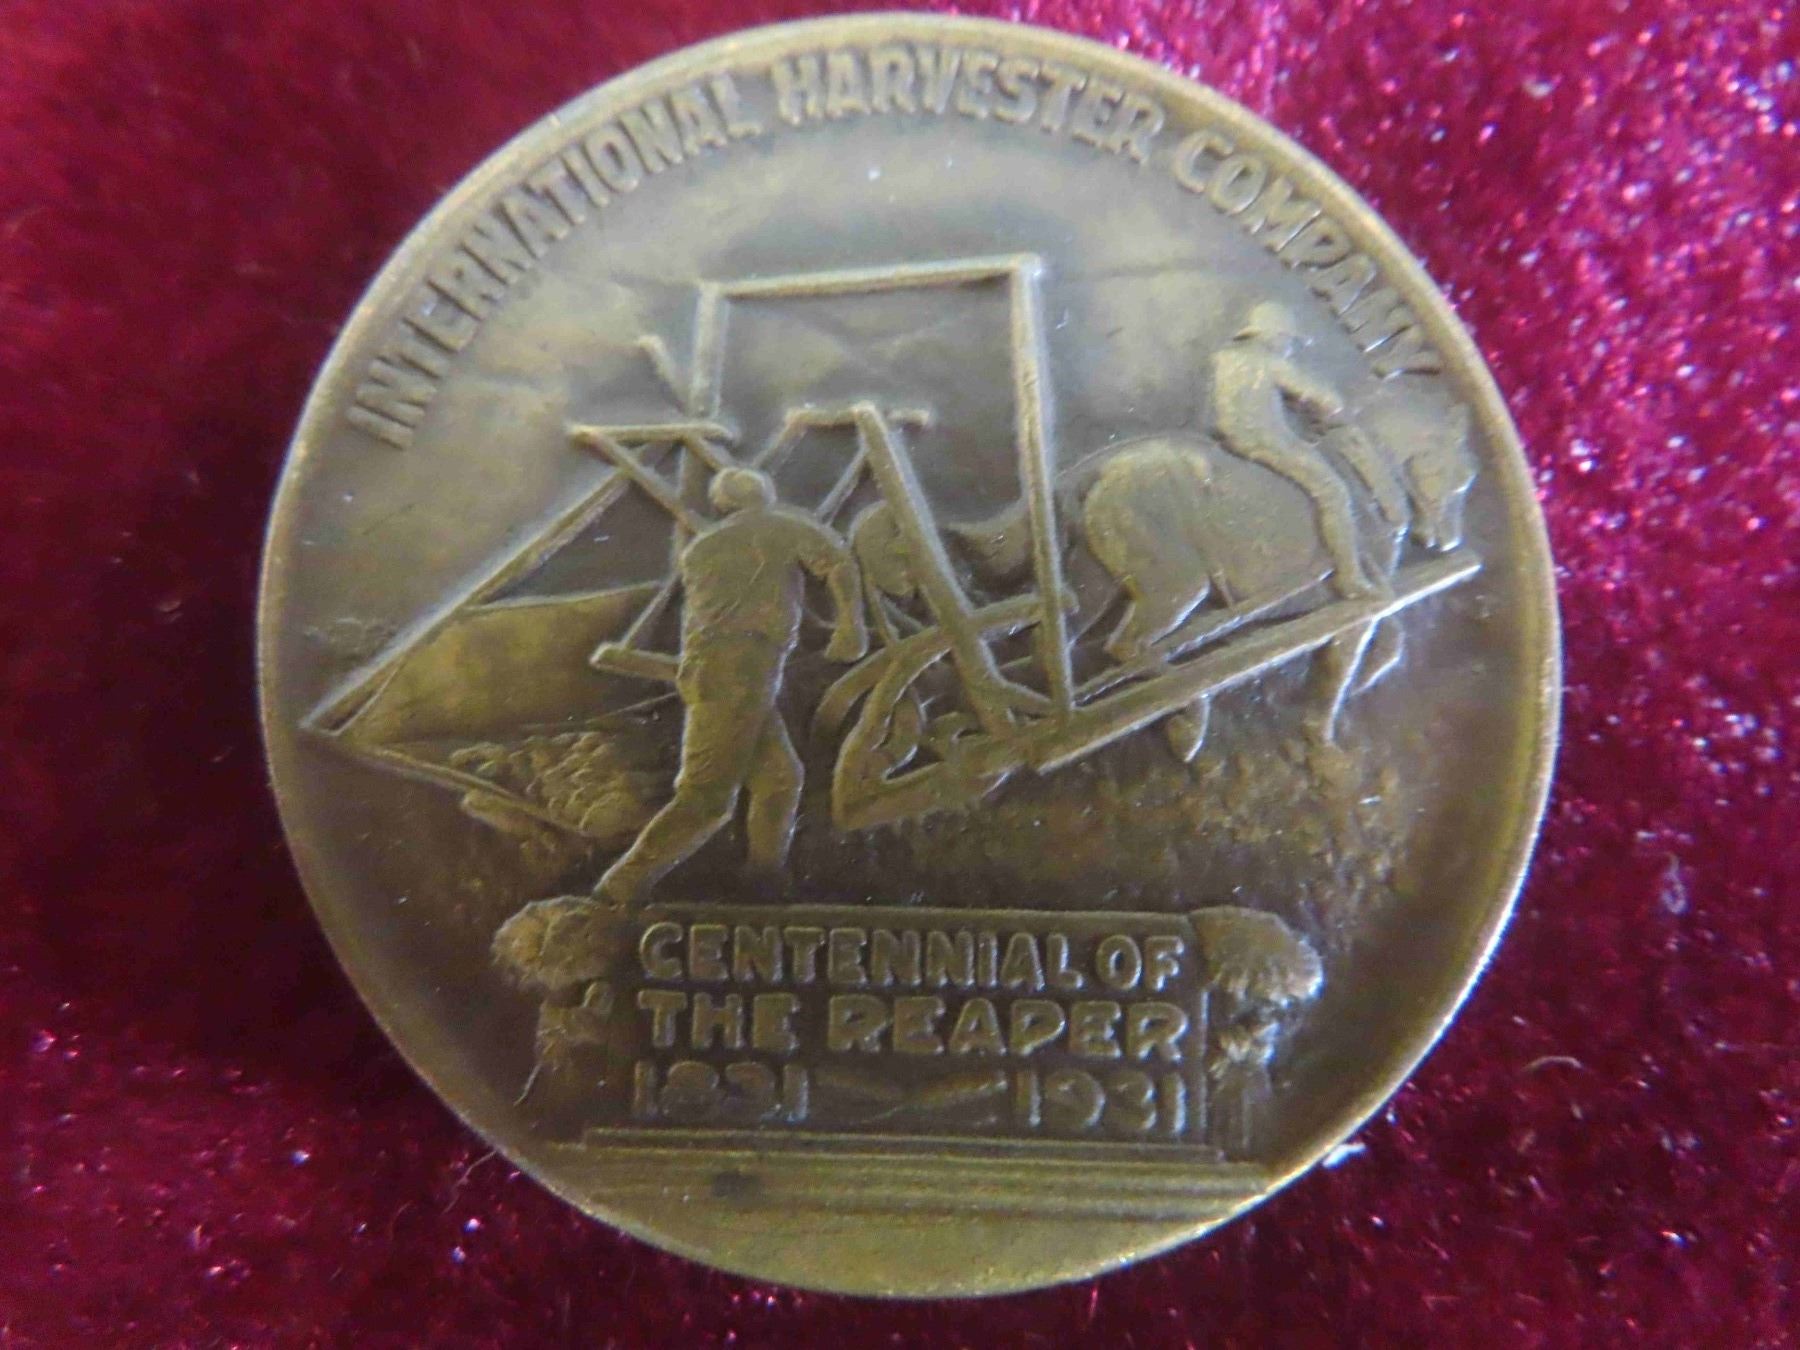 INTERNATIONAL HARVESTER COMPANY
CENTENNIAL OF
THE REAPER
1831 1931